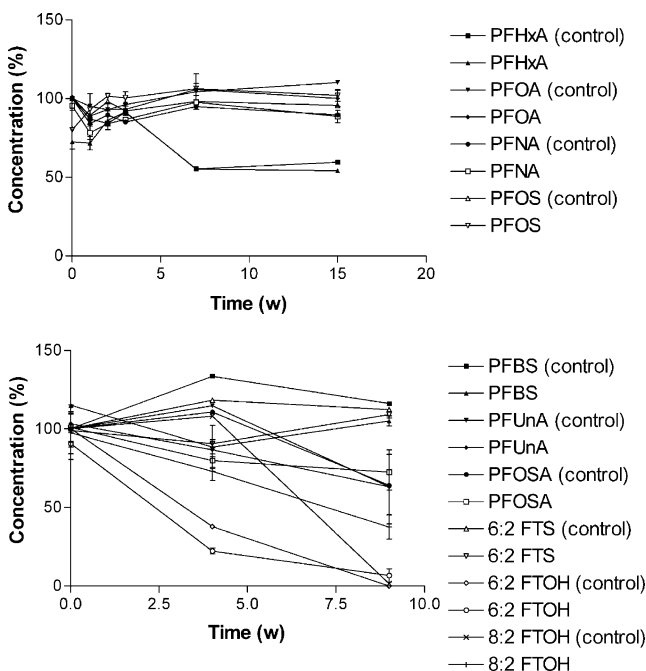 150
100
50
0
Concentration (%)
0 5 10 15 20
Time (w)
PFHxA (control)
PFHxA
PFOA (control)
PFOA
PFNA (control)
PFNA
PFOS (control)
PFOS
150
100
50
0
Concentration (%)
0.0 2.5 5.0 7.5 10.0
Time (w)
PFBS (control)
PFBS
PFUnA (control)
PFUnA
PFOSA (control)
PFOSA
6:2 FTS (control)
6:2 FTS
6:2 FTOH (control)
6:2 FTOH
8:2 FTOH (control)
8:2 FTOH